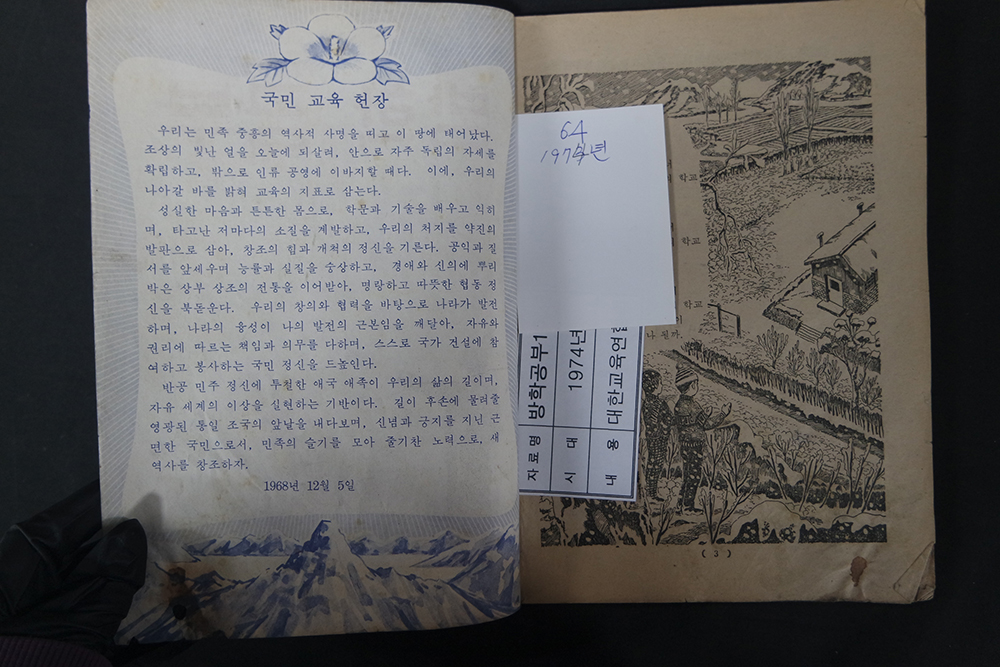 국민 교육 헌장
우리는 민족 중흥의 역사적 사명을 띠고 이 땅에 태어났다.
조상의 빛난 얼을 오늘에 되살려, 안으로 자주 독립의 자세를
확립하고, 밖으로 인류 공영에 이바지할 때다. 이에, 우리의
나아갈 바를 밝혀 교육의 지표로 삼는다.
성실한 마음과 튼튼한 몸으로, 학문과 기술을 배우고 익히
며, 타고난 저마다의 소질을 계발하고, 우리의 처지를 약진의
발판으로 삼아, 창조의 힘과 개척의 정신을 기른다. 공익과 질
서를 앞세우며 능률과 실질을 숭상하고, 경애와 신의에 뿌리
박은 상부 상조의 전통을 이어받아, 명랑하고 따뜻한 협동 정
신을 북돋운다. 우리의 창의와 협력을 바탕으로 나라가 발전
하며, 나라의 융성이 나의 발전의 근본임을 깨달아, 자유와
권리에 따르는 책임과 의무를 다하며, 스스로 국가 건설에 참
여하고 봉사하는 국민 정신을 드높인다.
반공 민주 정신에 투철한 애국 애족이 우리의 삶의 길이며,
자유 세계의 이상을 실현하는 기반이다. 길이 후손에 물려줄
영광된 통일 조국의 앞날을 내다보며, 신념과 긍지를 지닌 근
면한 국민으로서, 민족의 슬기를 모아 줄기찬 노력으로, 새
역사를 창조하자.
1968년 12월 5일
64
1974년
자료명 방학공부1
시 대 1974년
내 용 대한교육연합
학교
학교
학교
나 될까
(3)